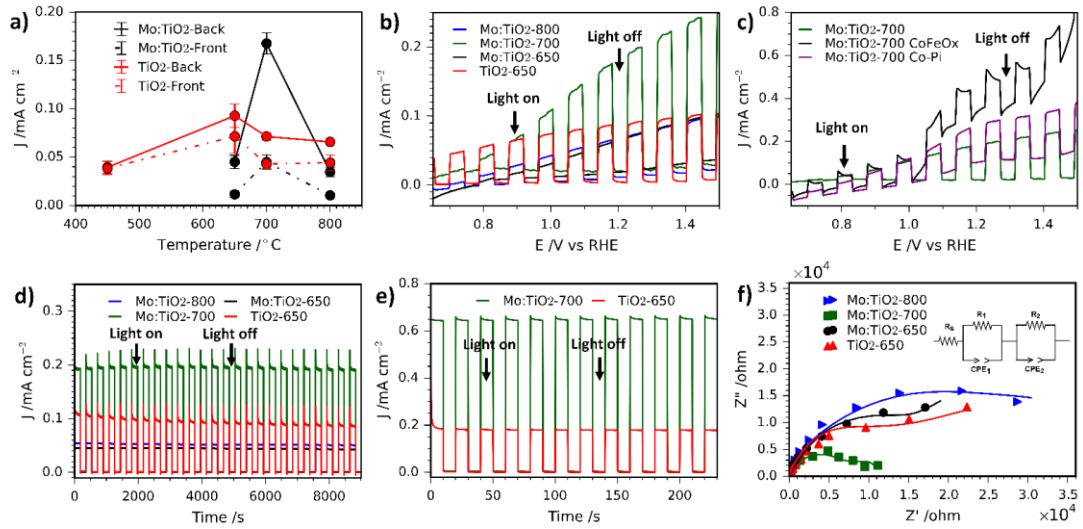 a)
Mo:TiO2-Back
Mo:TiO2-Front
TiO2-Back
TiO2-Front
J /mA cm⁻²
0.20
0.15
0.10
0.05
0.00
400 500 600 700 800
Temperature /°C
b)
Mo:TiO2-800
Mo:TiO2-700
Mo:TiO2-650
TiO2-650
Light on
Light off
J /mA cm⁻²
0.2
0.1
0.0
0.8 1.0 1.2 1.4
E /V vs RHE
c)
Mo:TiO2-700
Mo:TiO2-700 CoFeOx
Mo:TiO2-700 Co-Pi
Light off
Light on
J /mA cm⁻²
0.8
0.6
0.4
0.2
0.0
0.8 1.0 1.2 1.4
E /V vs RHE
d)
Mo:TiO2-800 Mo:TiO2-650
Mo:TiO2-700 TiO2-650
Light on Light off
J /mA cm⁻²
0.3
0.2
0.1
0.0
0 2000 4000 6000 8000
Time /s
e)
Mo:TiO2-700 TiO2-650
Light on Light off
J /mA cm⁻²
0.8
0.6
0.4
0.2
0.0
0 50 100 150 200
Time /s
f)
×10⁴
Mo:TiO2-800
Mo:TiO2-700
Mo:TiO2-650
TiO2-650
Rs R1 R2
CPE1 CPE2
Z'' /ohm
3.5
3.0
2.5
2.0
1.5
1.0
0.5
0.0
0.0 0.5 1.0 1.5 2.0 2.5 3.0 3.5
Z' /ohm
×10⁴